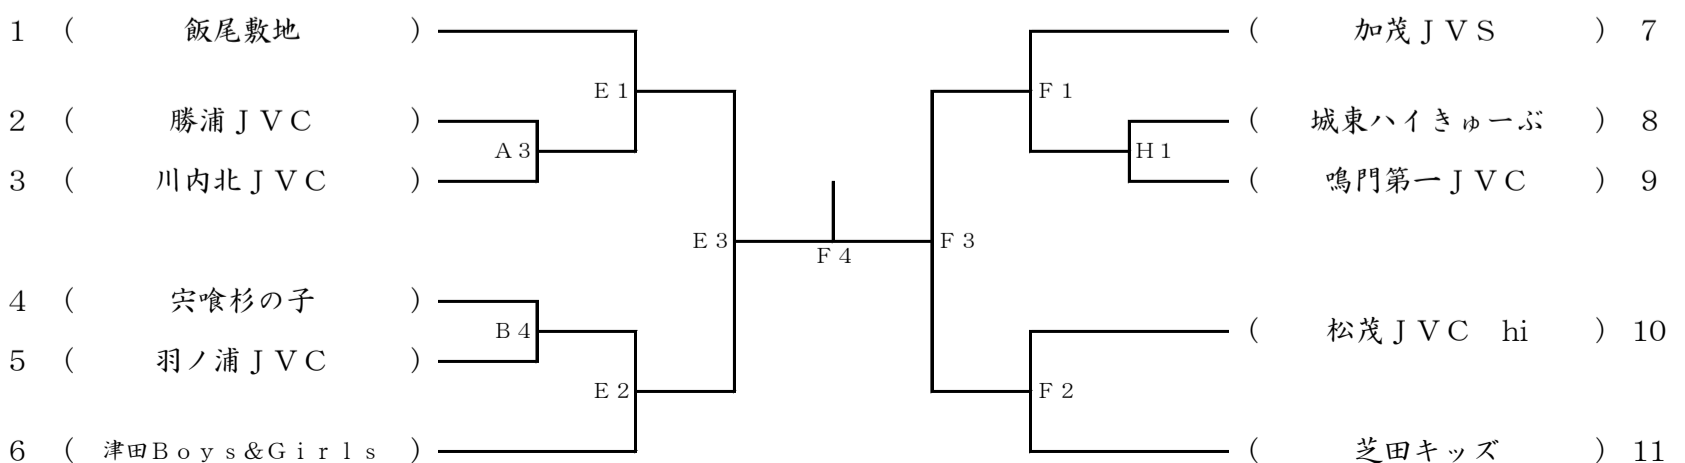 1 ( 飯尾敷地 ) ( 加茂ＪＶＳ ) 7
Ｅ1 Ｆ1
2 ( 勝浦ＪＶＣ ) ( 城東ハイきゅーぶ ) 8
Ａ3 Ｈ1
3 ( 川内北ＪＶＣ ) ( 鳴門第一ＪＶＣ ) 9
Ｅ3 Ｆ3
Ｆ4
4 ( 宍喰杉の子 )
Ｂ4 ( 松茂ＪＶＣ hi ) 10
5 ( 羽ノ浦ＪＶＣ )
Ｅ2 Ｆ2
6 ( 津田Ｂｏｙｓ&Ｇｉｒｌｓ ) ( 芝田キッズ ) 11